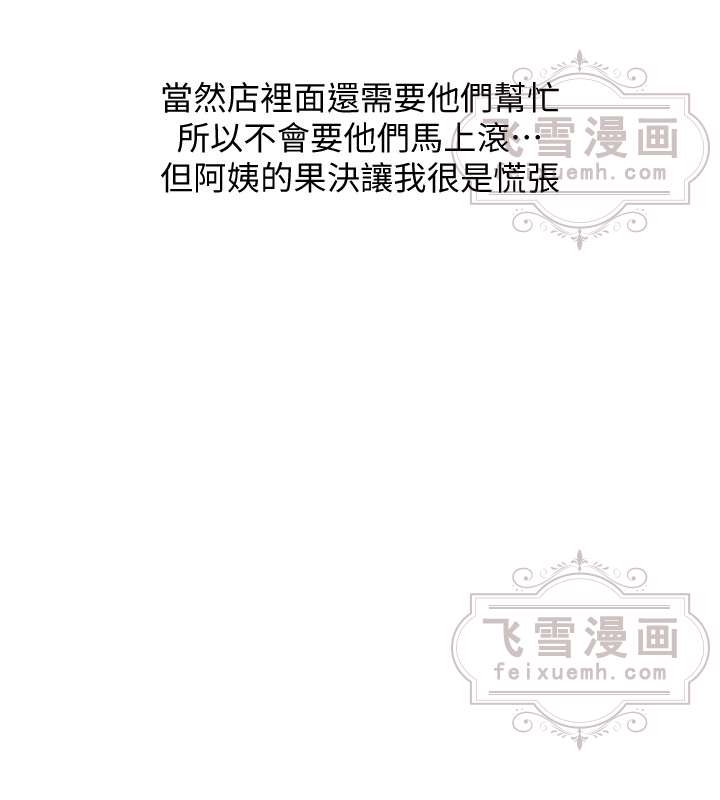 當然店裡面還需要他們幫忙
所以不會要他們馬上滾…
但阿姨的果決讓我很是慌張
飞雪漫画
feixuemh.com
飞雪漫画
feixuemh.com